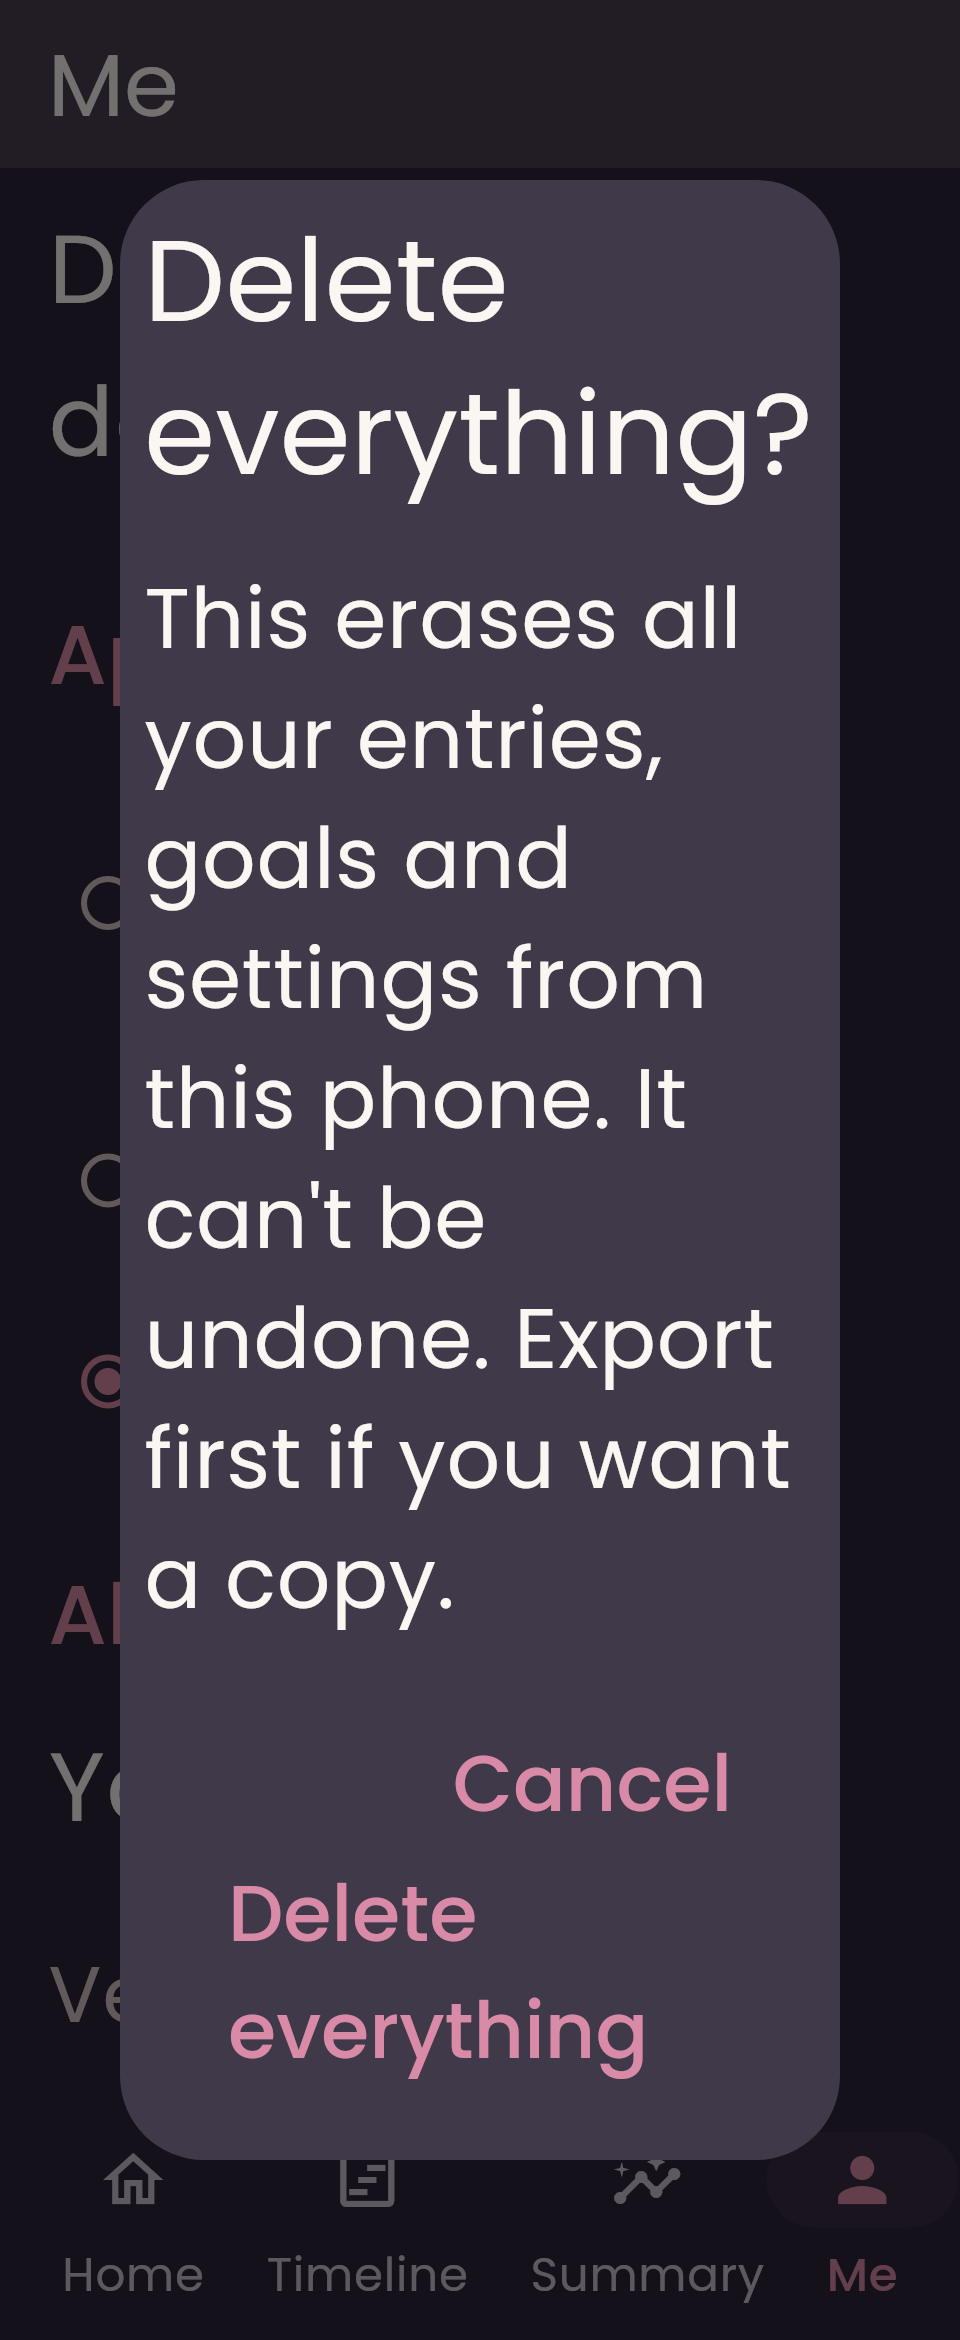 Me
Delete
everything?
This erases all
your entries,
goals and
settings from
this phone. It
can't be
undone. Export
first if you want
a copy.
Cancel
Delete
everything
Home
Timeline
Summary
Me